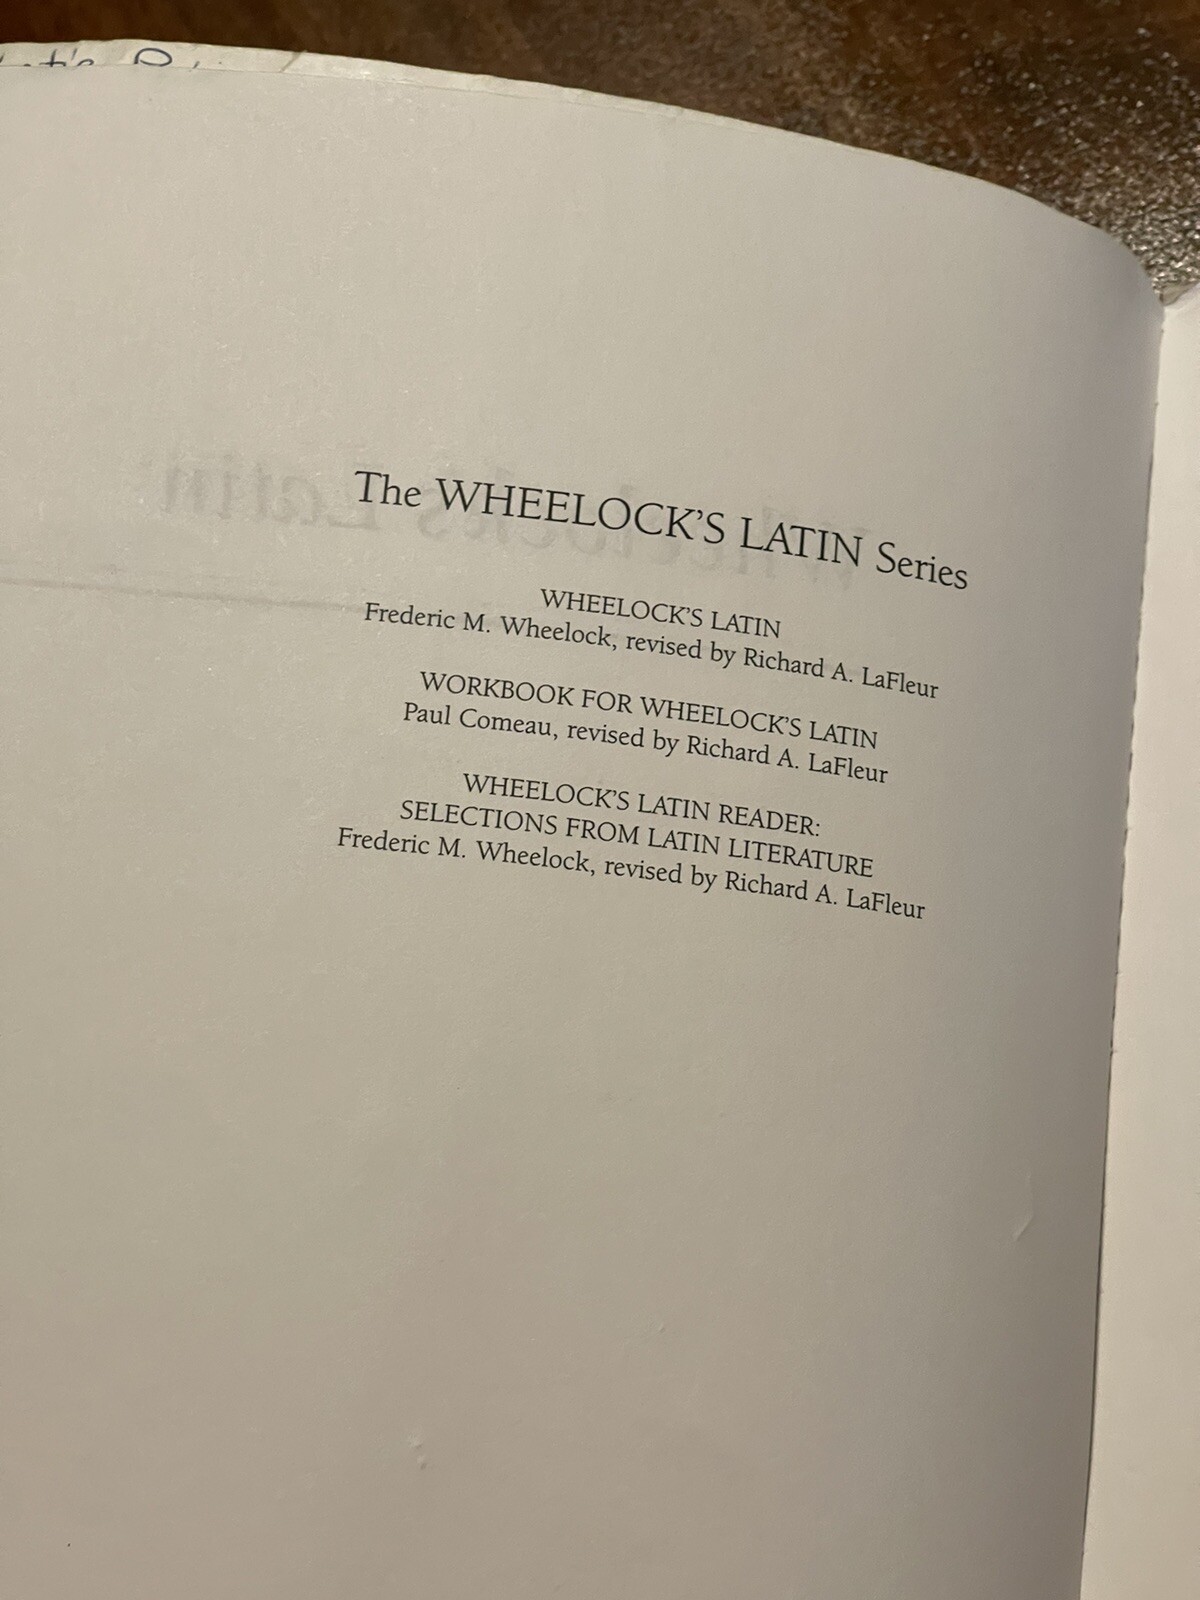 The WHEELOCK'S LATIN Series
WHEELOCK'S LATIN
Frederic M. Wheelock, revised by Richard A. LaFleur
WORKBOOK FOR WHEELOCK'S LATIN
Paul Comeau, revised by Richard A. LaFleur
WHEELOCK'S LATIN READER:
SELECTIONS FROM LATIN LITERATURE
Frederic M. Wheelock, revised by Richard A. LaFleur